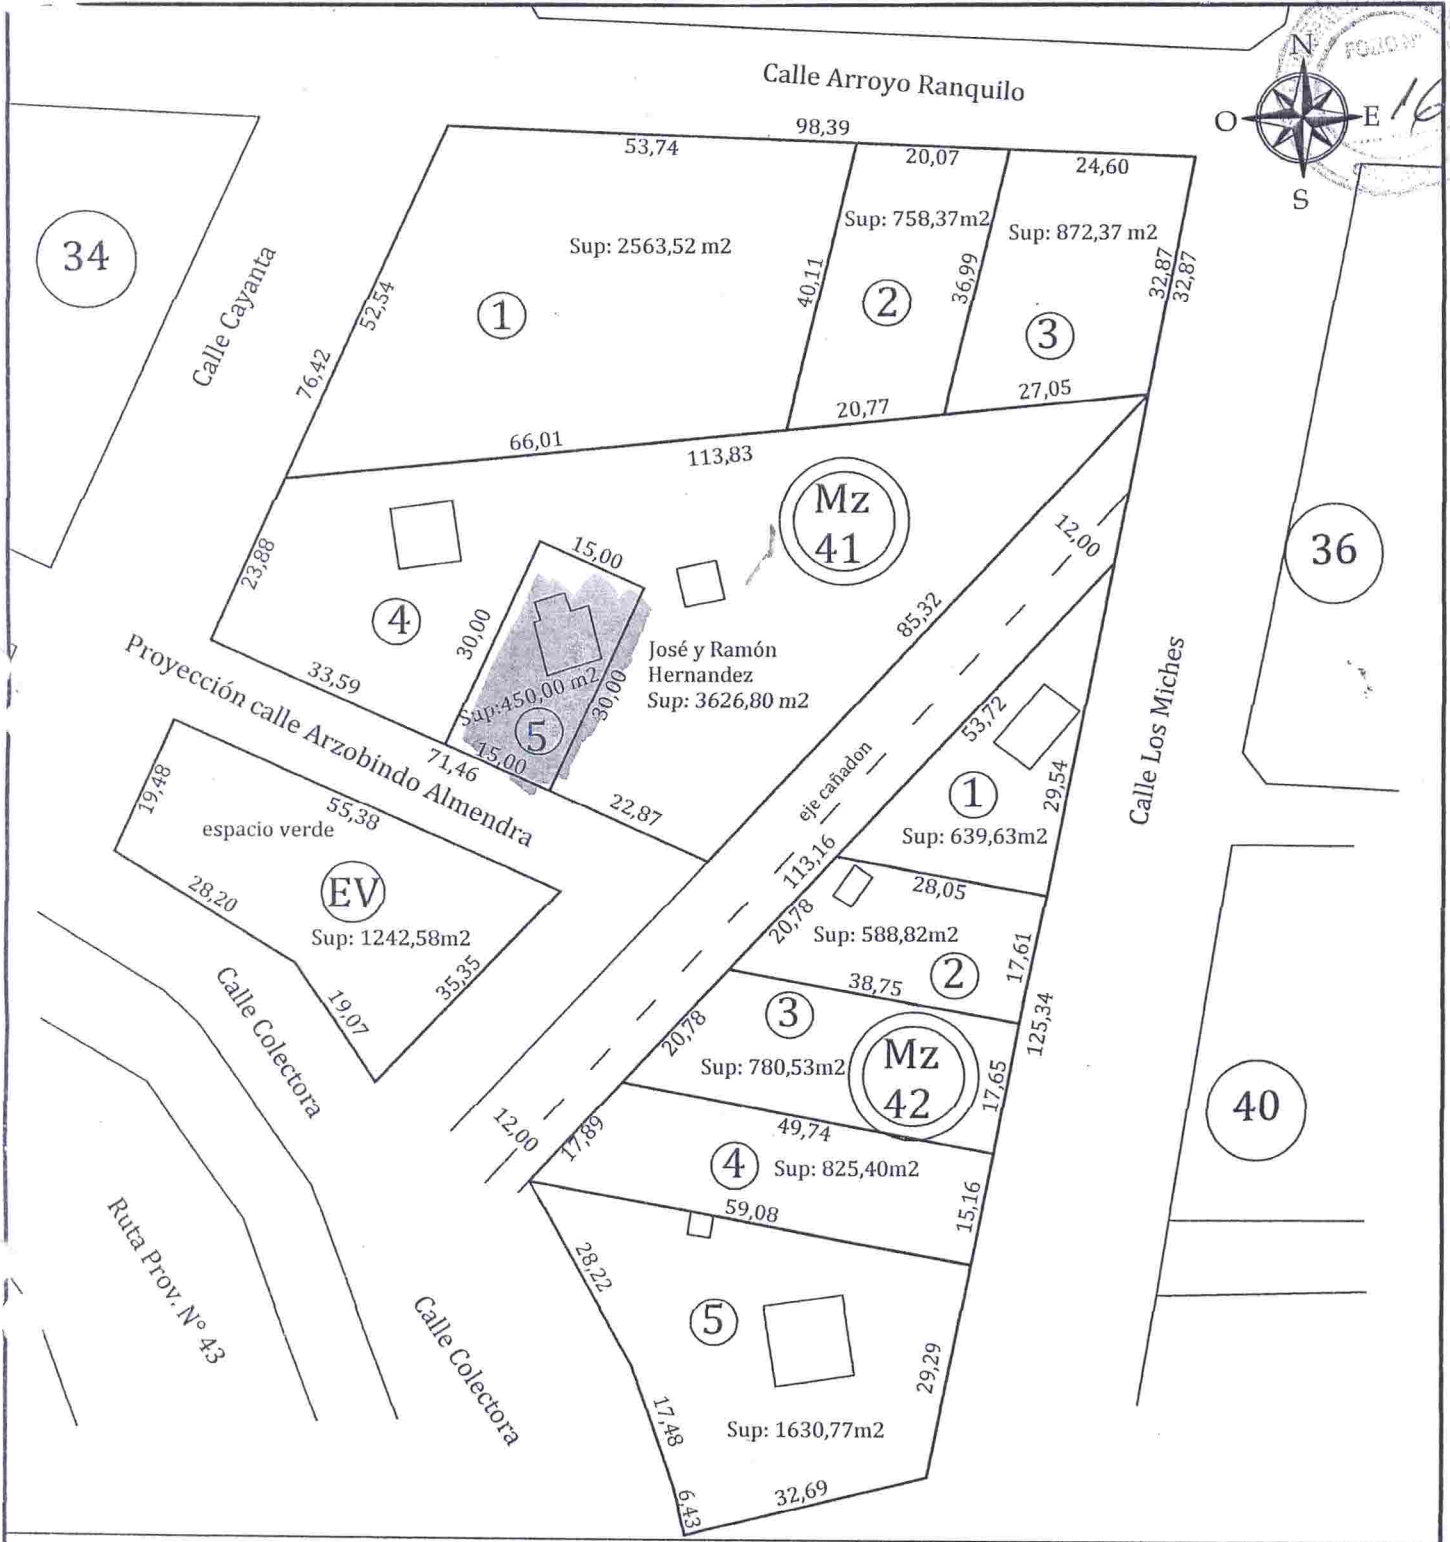 Calle Arroyo Ranquilo
FOLIO Nº
16
N
O
E
S
98,39
53,74
20,07
24,60
34
Calle Cayanta
52,54
76,42
Sup: 2563,52 m2
1
40,11
Sup: 758,37m2
2
36,99
Sup: 872,37 m2
3
32,87
32,87
66,01
113,83
20,77
27,05
Mz
41
36
23,88
4
15,00
30,00
30,00
Sup:450,00 m2
5
15,00
José y Ramón
Hernandez
Sup: 3626,80 m2
85,32
12,00
33,59
71,46
22,87
Proyección calle Arzobindo Almendra
eje cañadon
113,16
53,72
1
Sup: 639,63m2
29,54
Calle Los Miches
19,48
55,38
espacio verde
EV
Sup: 1242,58m2
28,20
19,07
35,35
28,05
20,78
Sup: 588,82m2
2
17,61
38,75
3
20,78
Sup: 780,53m2
Mz
42
17,65
125,34
40
Calle Colectora
12,00
17,89
49,74
4
Sup: 825,40m2
15,16
59,08
Ruta Prov. Nº 43
Calle Colectora
28,22
5
29,29
17,48
Sup: 1630,77m2
6,43
32,69